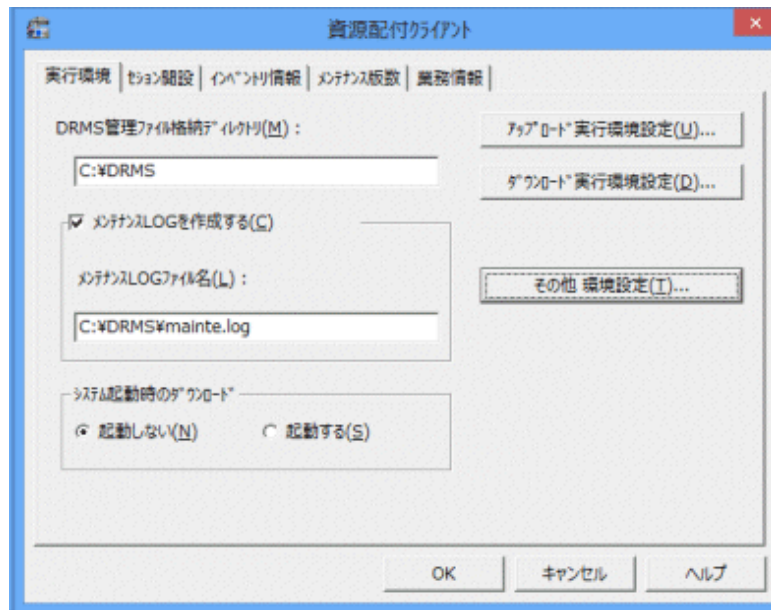 資源配付ｸﾗｲｱﾝﾄ
実行環境
ｾｼｮﾝ開設
ｲﾝﾍﾞﾝﾄﾘ情報
ﾒﾝﾃﾅﾝｽ版数
業務情報
DRMS管理ﾌｧｲﾙ格納ﾃﾞｨﾚｸﾄﾘ(M)：
C:¥DRMS
ｱｯﾌﾟﾛｰﾄﾞ実行環境設定(U)...
ﾀﾞｳﾝﾛｰﾄﾞ実行環境設定(D)...
ﾒﾝﾃﾅﾝｽLOGを作成する(C)
ﾒﾝﾃﾅﾝｽLOGﾌｧｲﾙ名(L)：
C:¥DRMS¥mainte.log
その他 環境設定(T)...
ｼｽﾃﾑ起動時のﾀﾞｳﾝﾛｰﾄﾞ
起動しない(N)
起動する(S)
OK
キャンセル
ヘルプ